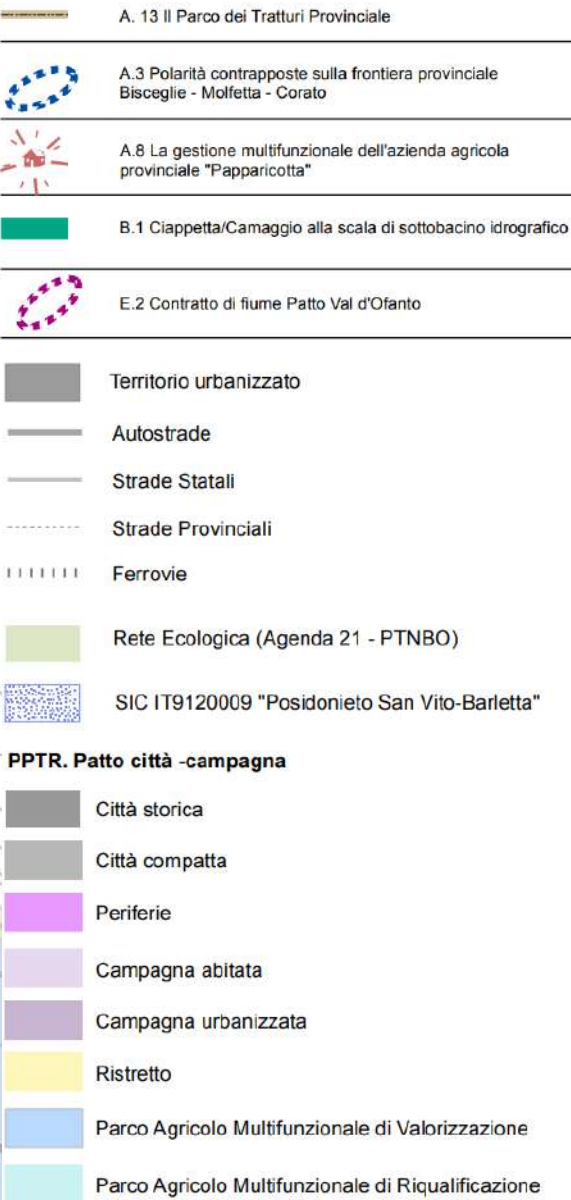 A. 13 Il Parco dei Tratturi Provinciale
A.3 Polarità contrapposte sulla frontiera provinciale
Bisceglie - Molfetta - Corato
A.8 La gestione multifunzionale dell'azienda agricola
provinciale "Papparicotta"
B.1 Ciappetta/Camaggio alla scala di sottobacino idrografico
E.2 Contratto di fiume Patto Val d'Ofanto
Territorio urbanizzato
Autostrade
Strade Statali
Strade Provinciali
Ferrovie
Rete Ecologica (Agenda 21 - PTNBO)
SIC IT9120009 "Posidonieto San Vito-Barletta"
PPTR. Patto città -campagna
Città storica
Città compatta
Periferie
Campagna abitata
Campagna urbanizzata
Ristretto
Parco Agricolo Multifunzionale di Valorizzazione
Parco Agricolo Multifunzionale di Riqualificazione